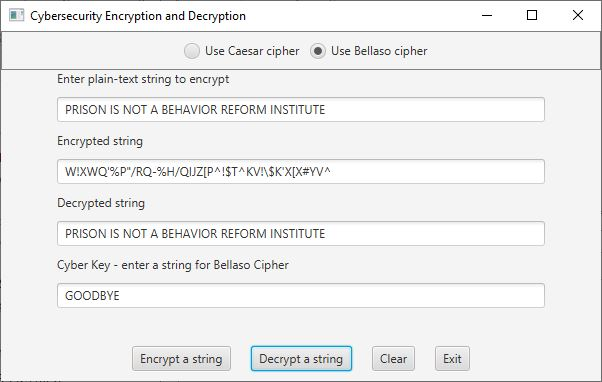 Cybersecurity Encryption and Decryption
Use Caesar cipher Use Bellaso cipher
Enter plain-text string to encrypt
PRISON IS NOT A BEHAVIOR REFORM INSTITUTE
Encrypted string
W!XWQ'%P"/RQ-%H/QIJZ[P^!$T^KV!\$K'X[X#YV^
Decrypted string
PRISON IS NOT A BEHAVIOR REFORM INSTITUTE
Cyber Key - enter a string for Bellaso Cipher
GOODBYE
Encrypt a string Decrypt a string Clear Exit